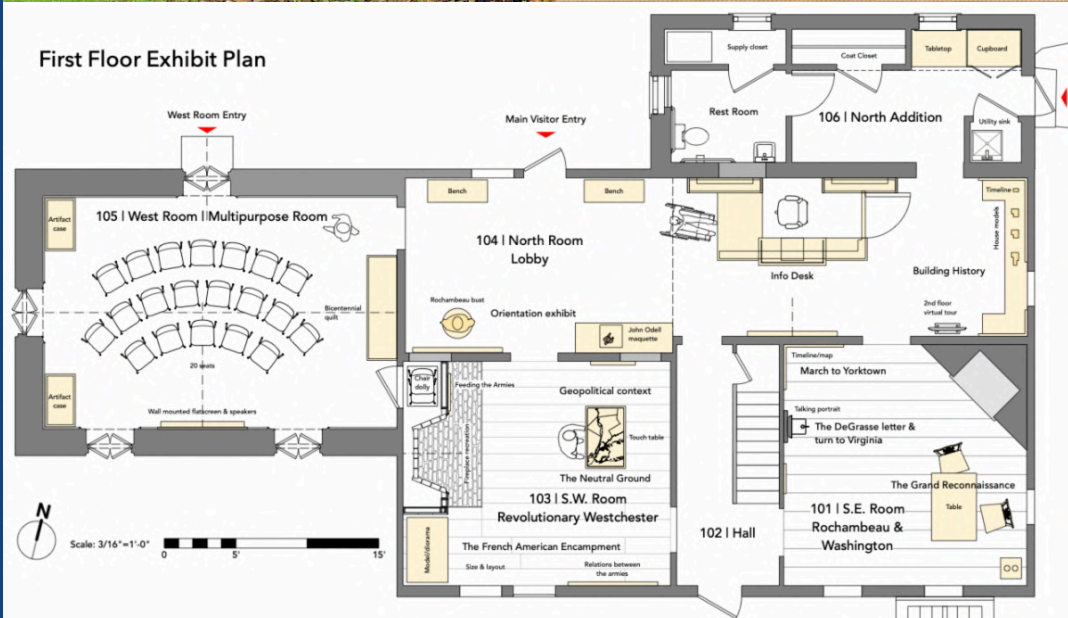 First Floor Exhibit Plan
West Room Entry
Main Visitor Entry
Supply closet
Coat Closet
Tabletop
Cupboard
Rest Room
106 | North Addition
Utility sink
Artifact
case
105 | West Room | Multipurpose Room
Bench
Bench
104 | North Room
Lobby
Timeline
House models
Info Desk
Building History
Bicentennial
quilt
Rochambeau bust
Orientation exhibit
2nd floor
virtual tour
John Odell
maquette
20 seats
Artifact
case
Wall mounted flatscreen & speakers
Chair
dolly
Feeding the Armies
Geopolitical context
Timeline/map
March to Yorktown
Talking portrait
The DeGrasse letter &
turn to Virginia
Touch table
Fireplace recreation
The Neutral Ground
103 | S.W. Room
Revolutionary Westchester
The Grand Reconnaissance
Table
101 | S.E. Room
Rochambeau &
Washington
102 | Hall
Model/diorama
The French American Encampment
Size & layout
Relations between
the armies
N
Scale: 3/16"=1'-0"
0
5'
15'